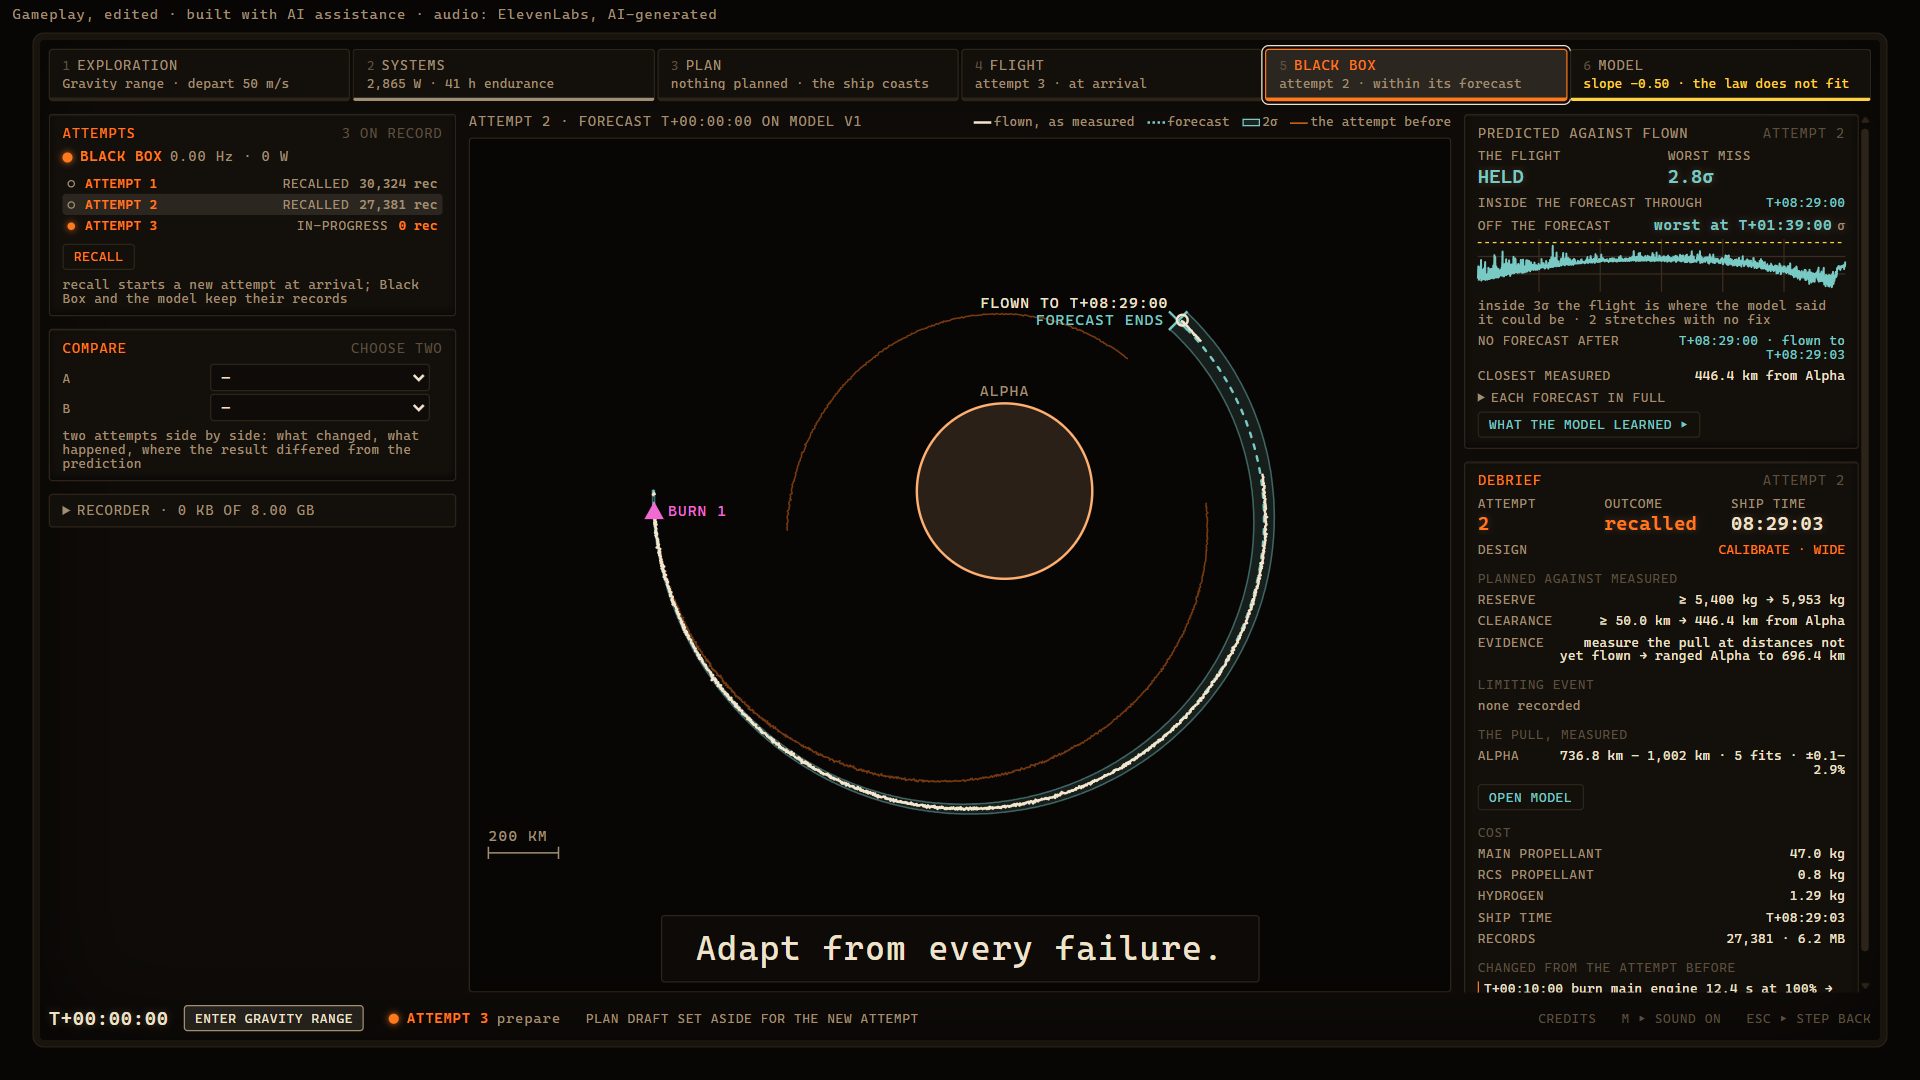 Gameplay, edited · built with AI assistance · audio: ElevenLabs, AI-generated
1 EXPLORATION
Gravity range · depart 50 m/s
2 SYSTEMS
2,865 W · 41 h endurance
3 PLAN
nothing planned · the ship coasts
4 FLIGHT
attempt 3 · at arrival
5 BLACK BOX
attempt 2 · within its forecast
6 MODEL
slope −0.50 · the law does not fit
ATTEMPTS 3 ON RECORD
BLACK BOX 0.00 Hz · 0 W
ATTEMPT 1 RECALLED 30,324 rec
ATTEMPT 2 RECALLED 27,381 rec
ATTEMPT 3 IN-PROGRESS 0 rec
RECALL
recall starts a new attempt at arrival; Black
Box and the model keep their records
COMPARE CHOOSE TWO
A —
B —
two attempts side by side: what changed, what
happened, where the result differed from the
prediction
▶ RECORDER · 0 KB OF 8.00 GB
ATTEMPT 2 · FORECAST T+00:00:00 ON MODEL V1
flown, as measured forecast 2σ the attempt before
FLOWN TO T+08:29:00
FORECAST ENDS
ALPHA
BURN 1
200 KM
Adapt from every failure.
PREDICTED AGAINST FLOWN ATTEMPT 2
THE FLIGHT WORST MISS
HELD 2.8σ
INSIDE THE FORECAST THROUGH T+08:29:00
OFF THE FORECAST worst at T+01:39:00 σ
inside 3σ the flight is where the model said
it could be · 2 stretches with no fix
NO FORECAST AFTER T+08:29:00 · flown to
T+08:29:03
CLOSEST MEASURED 446.4 km from Alpha
▶ EACH FORECAST IN FULL
WHAT THE MODEL LEARNED ▸
DEBRIEF ATTEMPT 2
ATTEMPT OUTCOME SHIP TIME
2 recalled 08:29:03
DESIGN CALIBRATE · WIDE
PLANNED AGAINST MEASURED
RESERVE ≥ 5,400 kg → 5,953 kg
CLEARANCE ≥ 50.0 km → 446.4 km from Alpha
EVIDENCE measure the pull at distances not
yet flown → ranged Alpha to 696.4 km
LIMITING EVENT
none recorded
THE PULL, MEASURED
ALPHA 736.8 km — 1,002 km · 5 fits · ±0.1—
2.9%
OPEN MODEL
COST
MAIN PROPELLANT 47.0 kg
RCS PROPELLANT 0.8 kg
HYDROGEN 1.29 kg
SHIP TIME T+08:29:03
RECORDS 27,381 · 6.2 MB
CHANGED FROM THE ATTEMPT BEFORE
T+00:10:00 burn main engine 12.4 s at 100% →
T+00:00:00 ENTER GRAVITY RANGE ATTEMPT 3 prepare PLAN DRAFT SET ASIDE FOR THE NEW ATTEMPT CREDITS M ▸ SOUND ON ESC ▸ STEP BACK